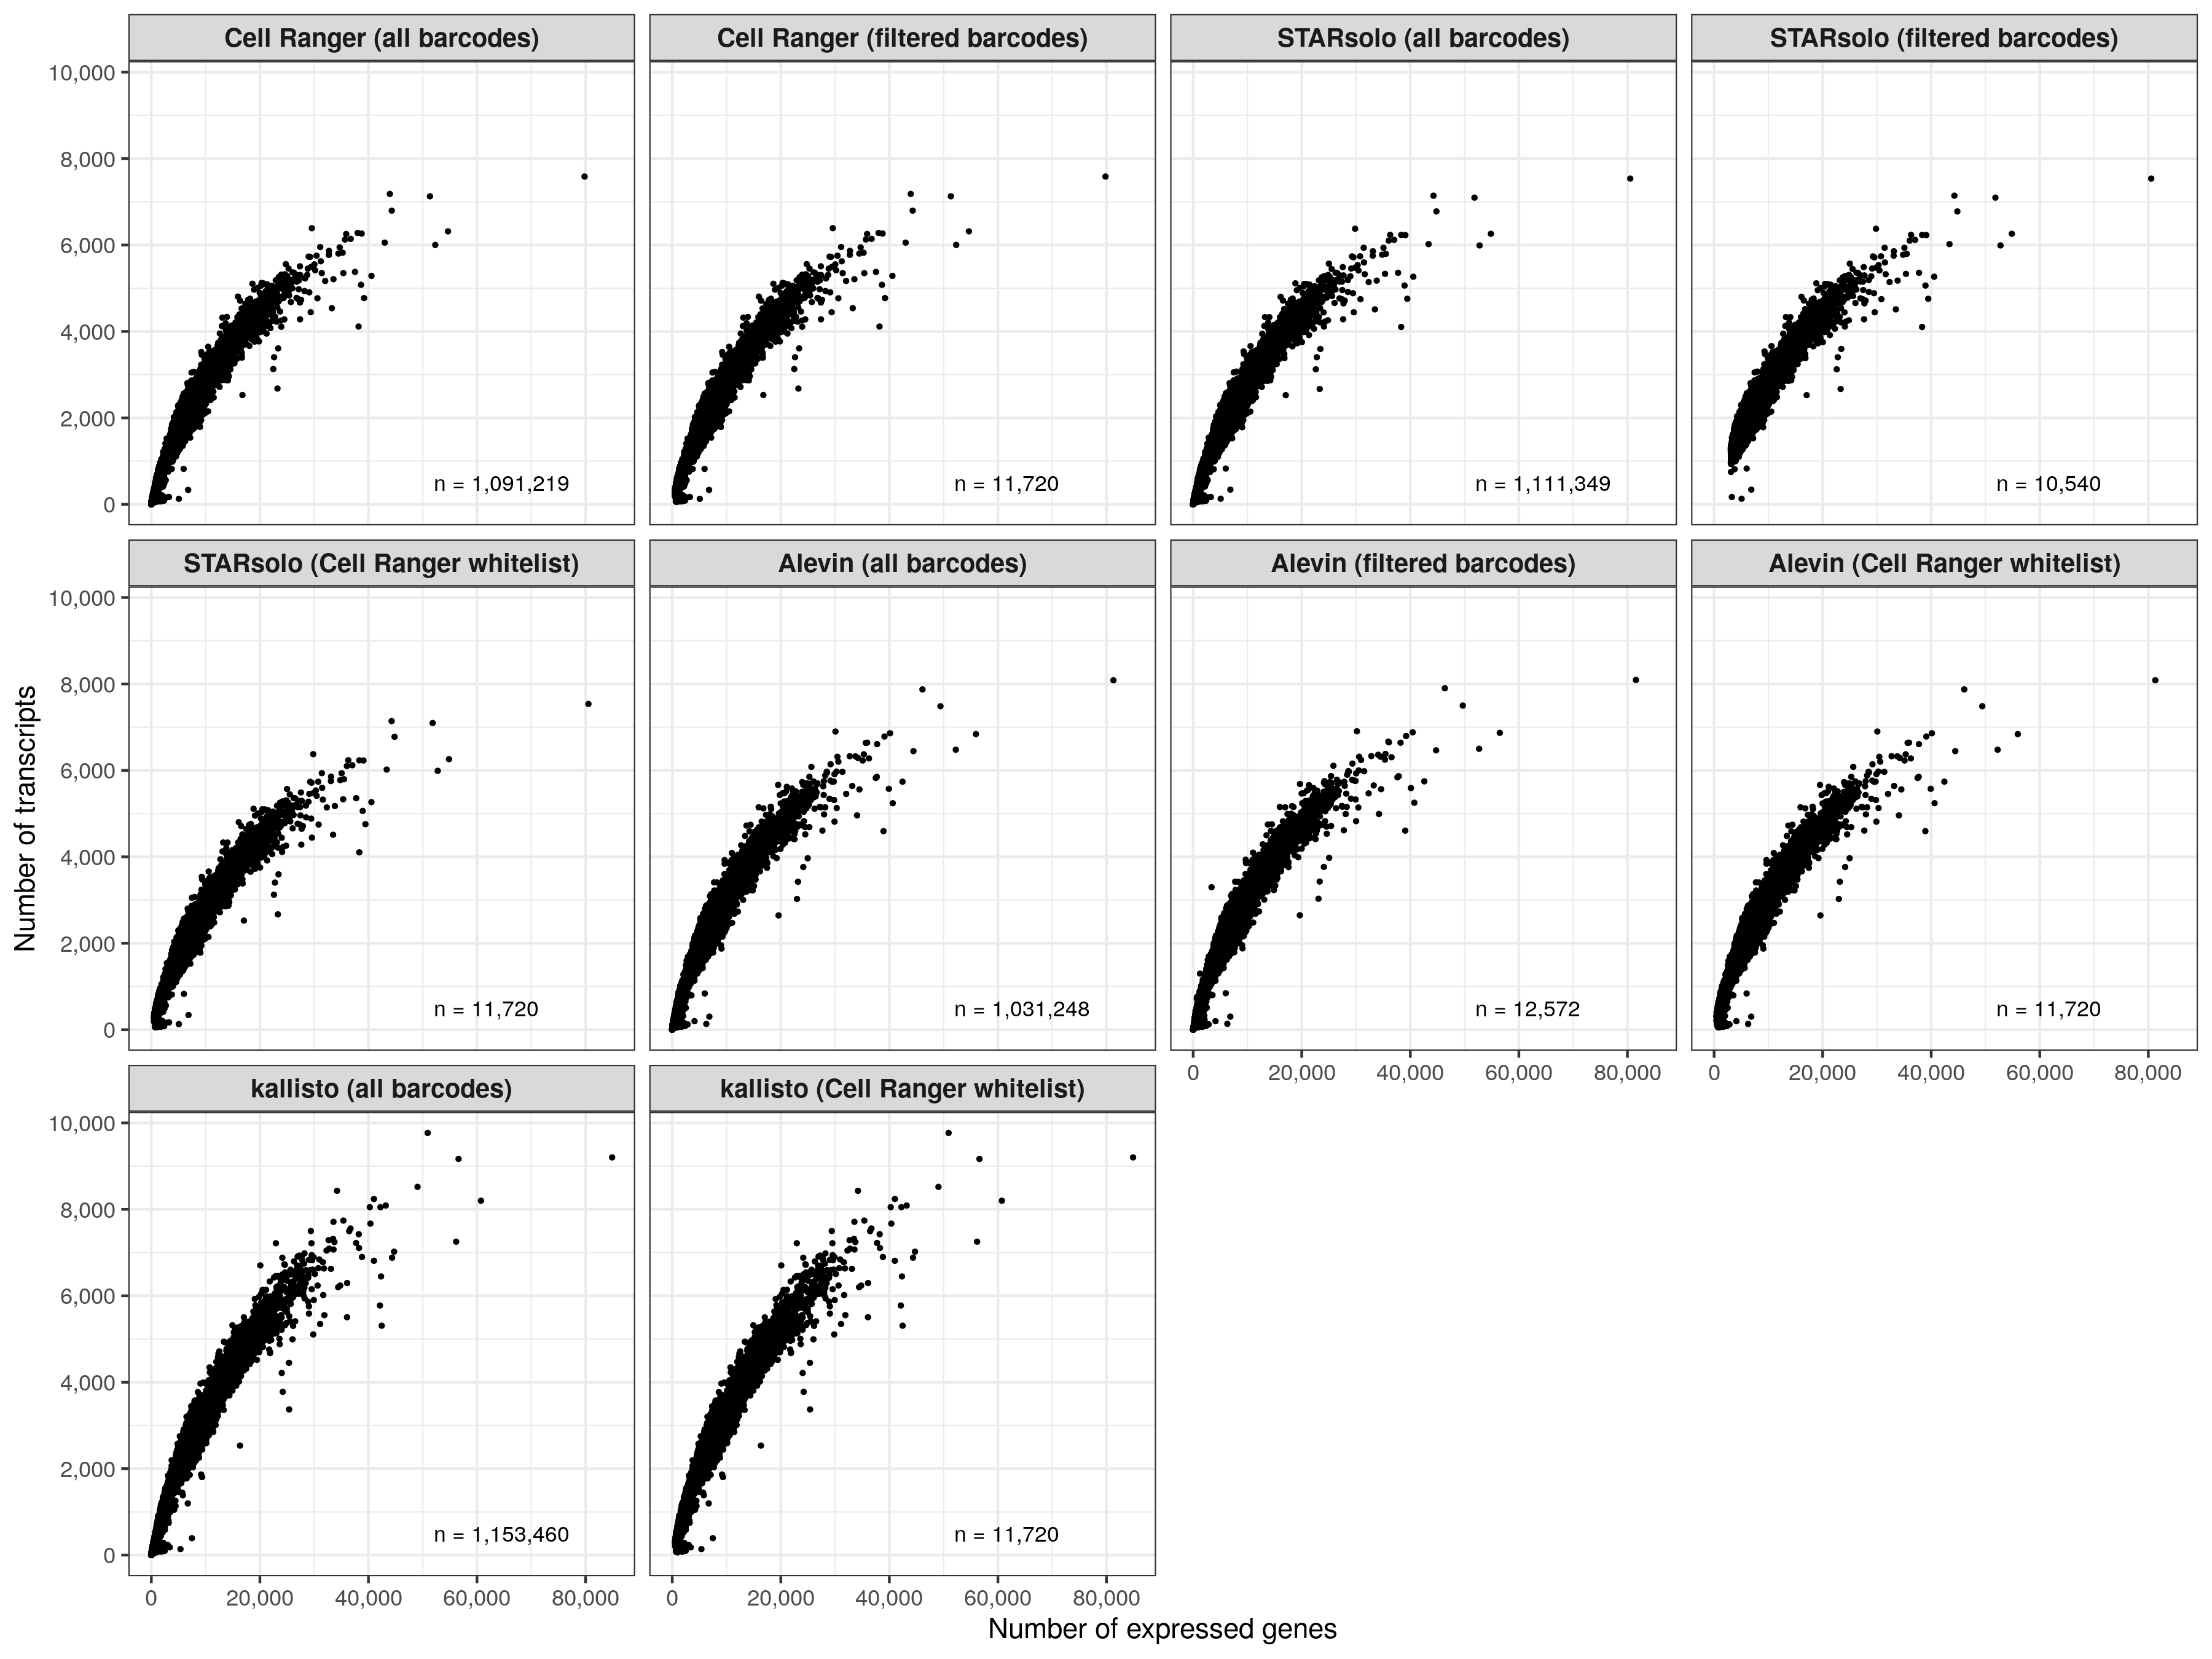 Cell Ranger (all barcodes)
Cell Ranger (filtered barcodes)
STARsolo (all barcodes)
STARsolo (filtered barcodes)
10,000
8,000
6,000
4,000
2,000
0
n = 1,091,219
n = 11,720
n = 1,111,349
n = 10,540
STARsolo (Cell Ranger whitelist)
Alevin (all barcodes)
Alevin (filtered barcodes)
Alevin (Cell Ranger whitelist)
10,000
8,000
6,000
4,000
2,000
0
n = 11,720
n = 1,031,248
n = 12,572
n = 11,720
0 20,000 40,000 60,000 80,000
0 20,000 40,000 60,000 80,000
Number of transcripts
kallisto (all barcodes)
kallisto (Cell Ranger whitelist)
10,000
8,000
6,000
4,000
2,000
0
n = 1,153,460
n = 11,720
0 20,000 40,000 60,000 80,000
0 20,000 40,000 60,000 80,000
Number of expressed genes